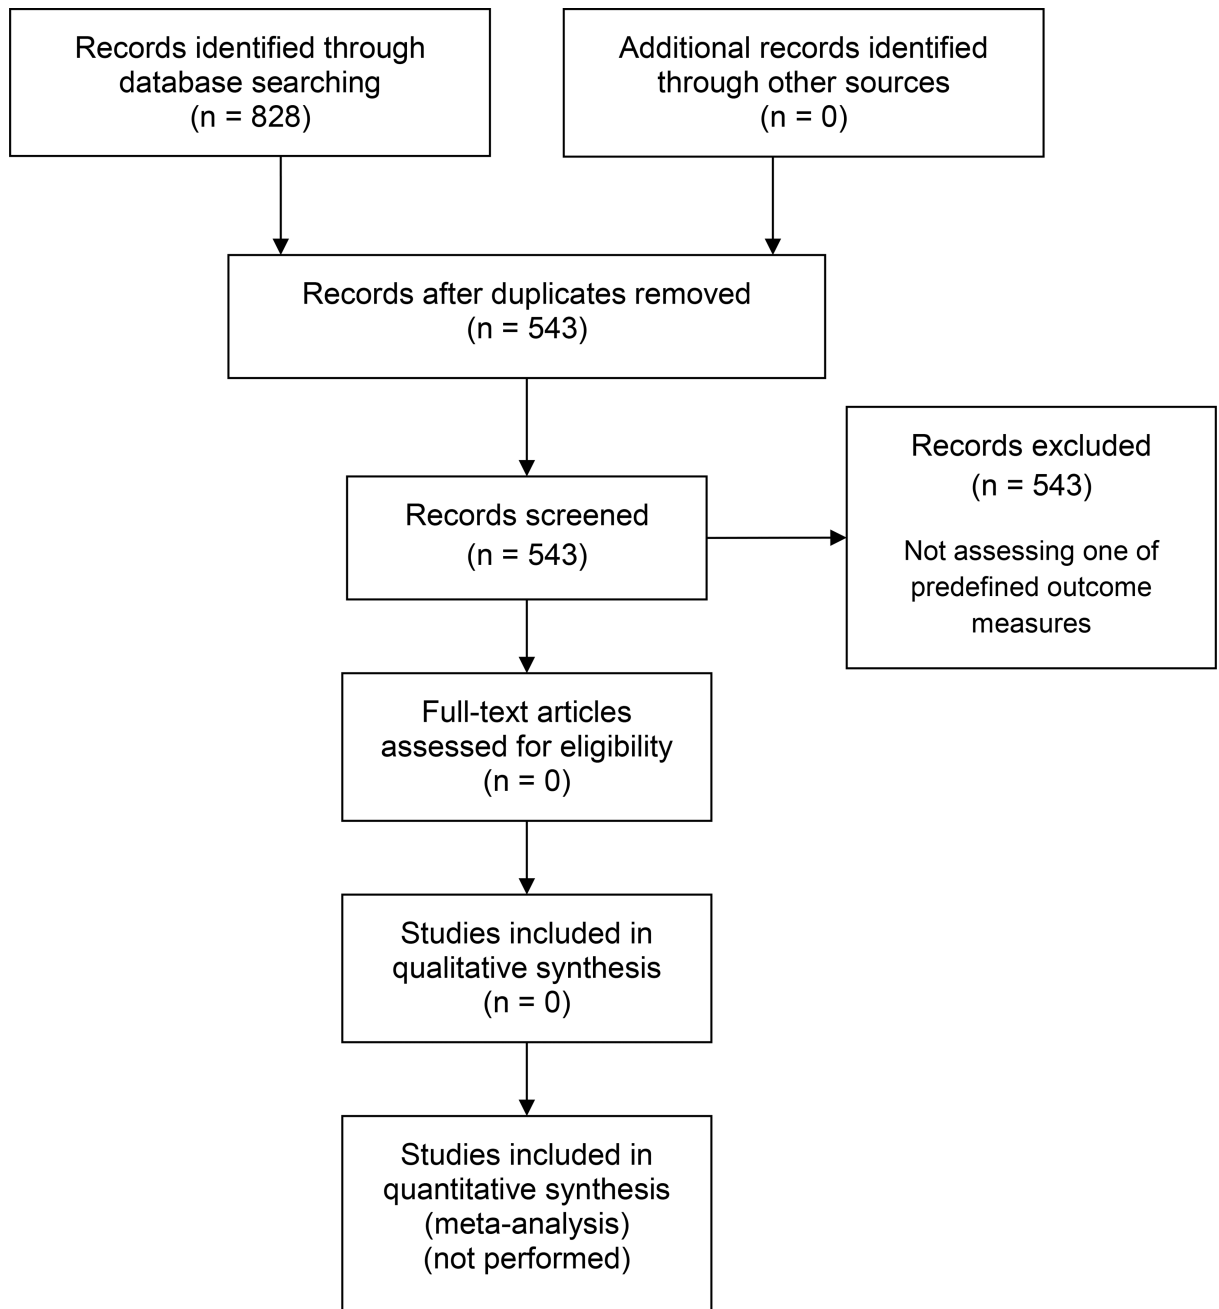 Records identified through
database searching
(n = 828)
Additional records identified
through other sources
(n = 0)
Records after duplicates removed
(n = 543)
Records screened
(n = 543)
Records excluded
(n = 543)
Not assessing one of
predefined outcome
measures
Full-text articles
assessed for eligibility
(n = 0)
Studies included in
qualitative synthesis
(n = 0)
Studies included in
quantitative synthesis
(meta-analysis)
(not performed)